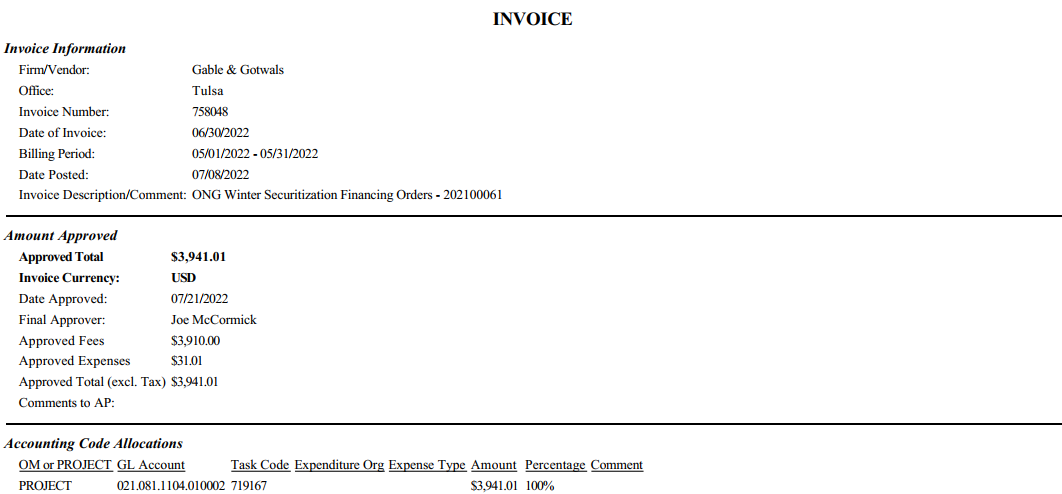 INVOICE
Invoice Information
Firm/Vendor: Gable & Gotwals
Office: Tulsa
Invoice Number: 758048
Date of Invoice: 06/30/2022
Billing Period: 05/01/2022 - 05/31/2022
Date Posted: 07/08/2022
Invoice Description/Comment: ONG Winter Securitization Financing Orders - 202100061
Amount Approved
Approved Total $3,941.01
Invoice Currency: USD
Date Approved: 07/21/2022
Final Approver: Joe McCormick
Approved Fees $3,910.00
Approved Expenses $31.01
Approved Total (excl. Tax) $3,941.01
Comments to AP:
Accounting Code Allocations
OM or PROJECT GL Account Task Code Expenditure Org Expense Type Amount Percentage Comment
PROJECT 021.081.1104.010002 719167 $3,941.01 100%